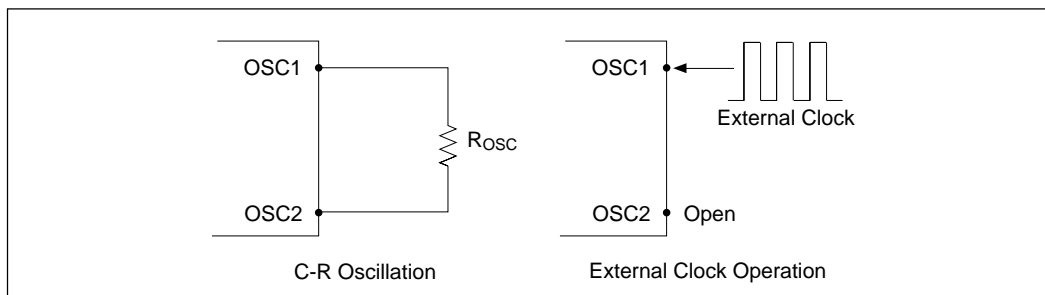 OSC1
R_OSC
OSC2
C-R Oscillation
OSC1
External Clock
OSC2
Open
External Clock Operation